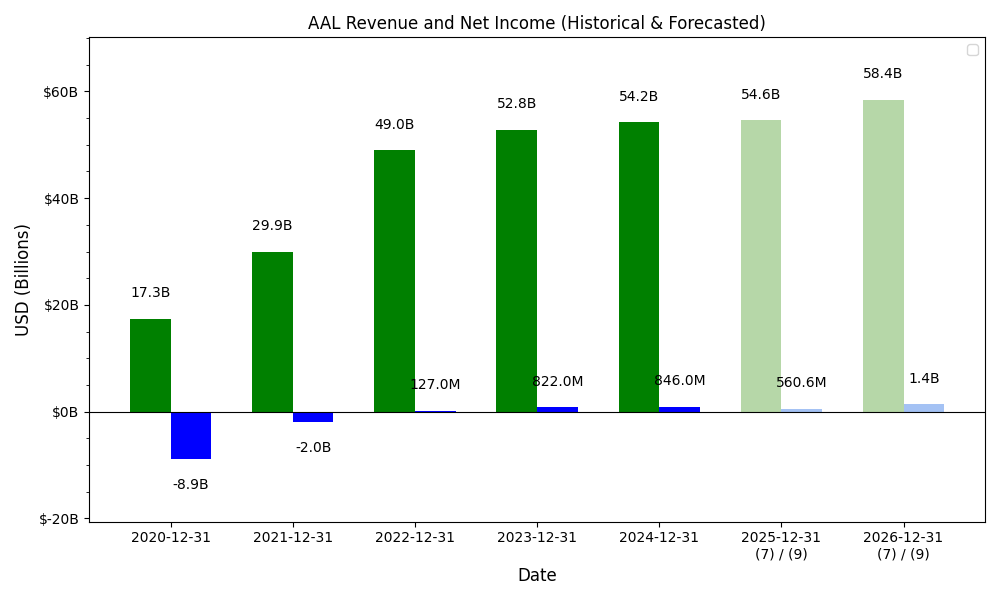 AAL Revenue and Net Income (Historical & Forecasted)
USD (Billions)
$60B
$40B
$20B
$0B
$-20B
17.3B
29.9B
49.0B
52.8B
54.2B
54.6B
58.4B
-8.9B
-2.0B
127.0M
822.0M
846.0M
560.6M
1.4B
2020-12-31
2021-12-31
2022-12-31
2023-12-31
2024-12-31
2025-12-31
(7) / (9)
2026-12-31
(7) / (9)
Date